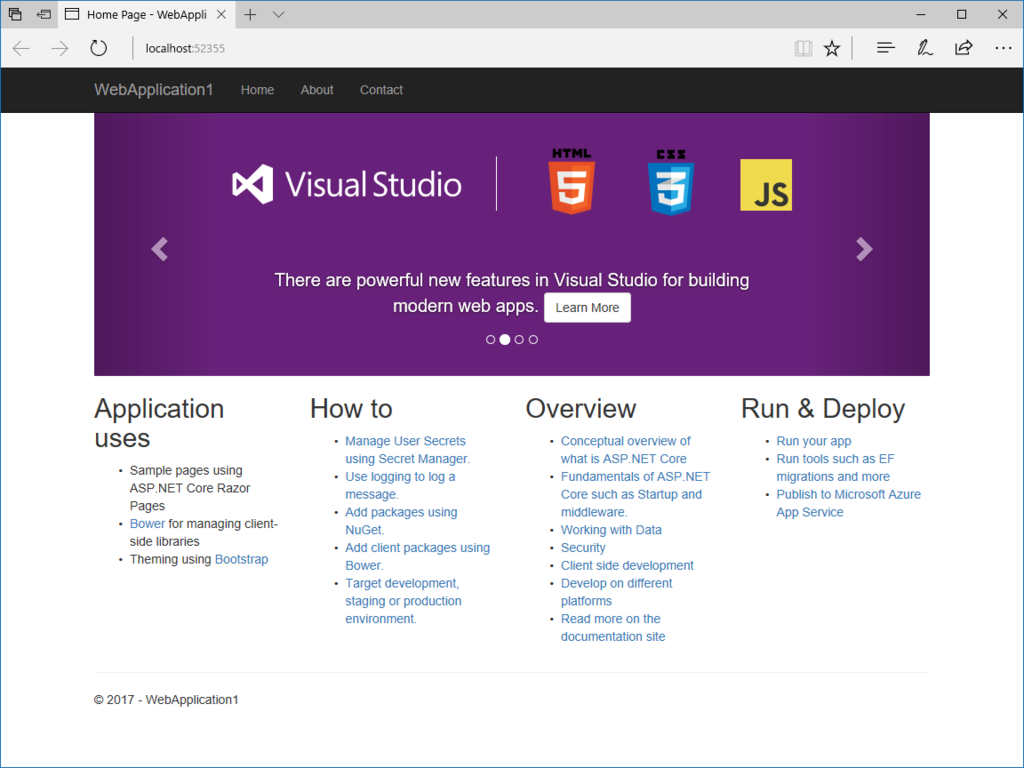 Home Page - WebAppli
localhost:52355
WebApplication1 Home About Contact
Visual Studio
HTML
5
CSS
3
JS
There are powerful new features in Visual Studio for building
modern web apps. Learn More
Application
uses
• Sample pages using
ASP.NET Core Razor
Pages
• Bower for managing client-
side libraries
• Theming using Bootstrap
How to
• Manage User Secrets
using Secret Manager.
• Use logging to log a
message.
• Add packages using
NuGet.
• Add client packages using
Bower.
• Target development,
staging or production
environment.
Overview
• Conceptual overview of
what is ASP.NET Core
• Fundamentals of ASP.NET
Core such as Startup and
middleware.
• Working with Data
• Security
• Client side development
• Develop on different
platforms
• Read more on the
documentation site
Run & Deploy
• Run your app
• Run tools such as EF
migrations and more
• Publish to Microsoft Azure
App Service
© 2017 - WebApplication1